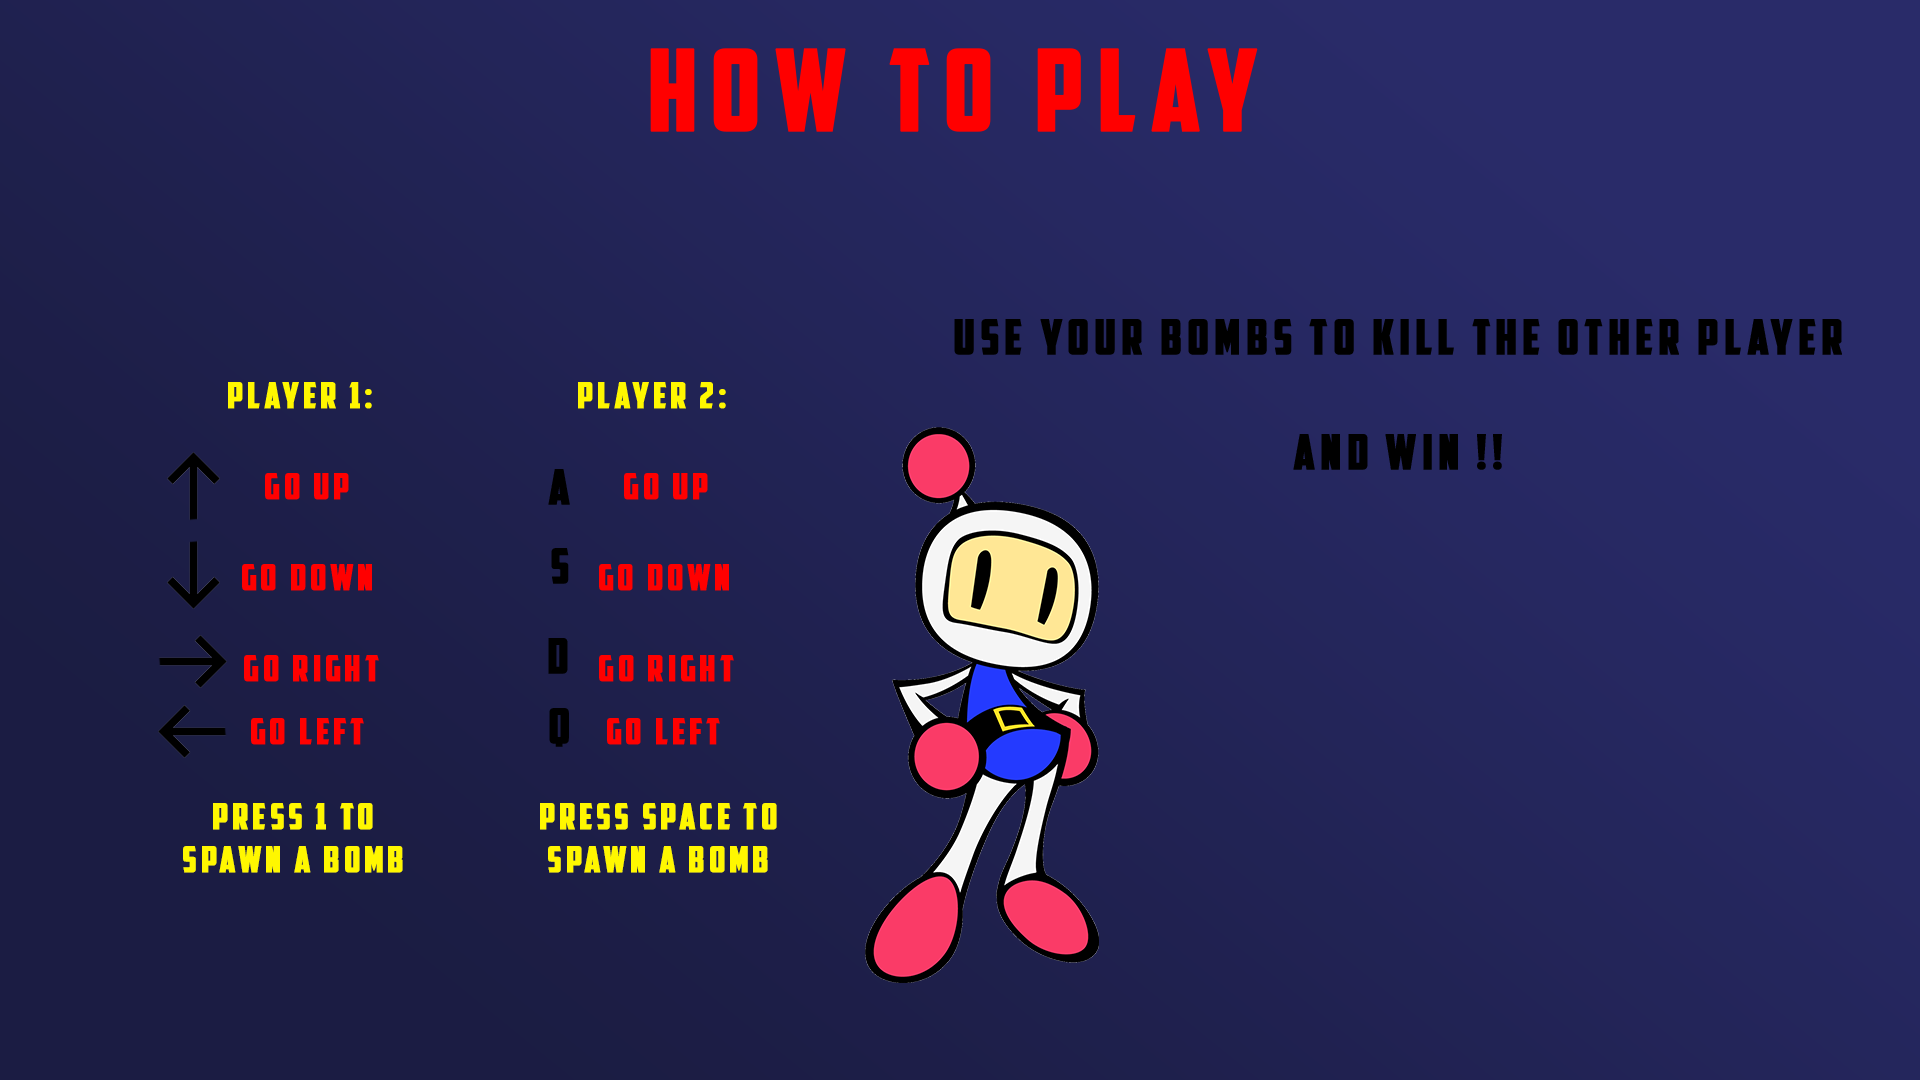 HOW TO PLAY
USE YOUR BOMBS TO KILL THE OTHER PLAYER
AND WIN !!
PLAYER 1:
GO UP
GO DOWN
GO RIGHT
GO LEFT
PRESS 1 TO
SPAWN A BOMB
PLAYER 2:
A GO UP
S GO DOWN
D GO RIGHT
Q GO LEFT
PRESS SPACE TO
SPAWN A BOMB